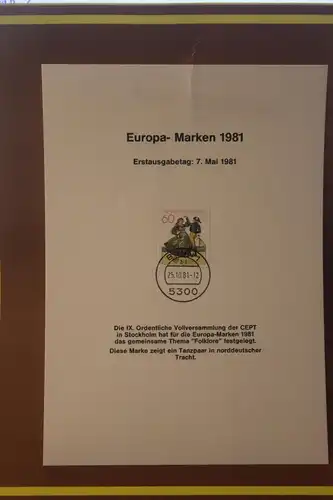 Europa- Marken 1981
Erstausgabetag: 7. Mai 1981
60
25.10.81-12
5300
Die IX. Ordentliche Vollversammlung der CEPT
in Stockholm hat für die Europa-Marken 1981
das gemeinsame Thema "Folklore" festgelegt.
Diese Marke zeigt ein Tanzpaar in norddeutscher
Tracht.